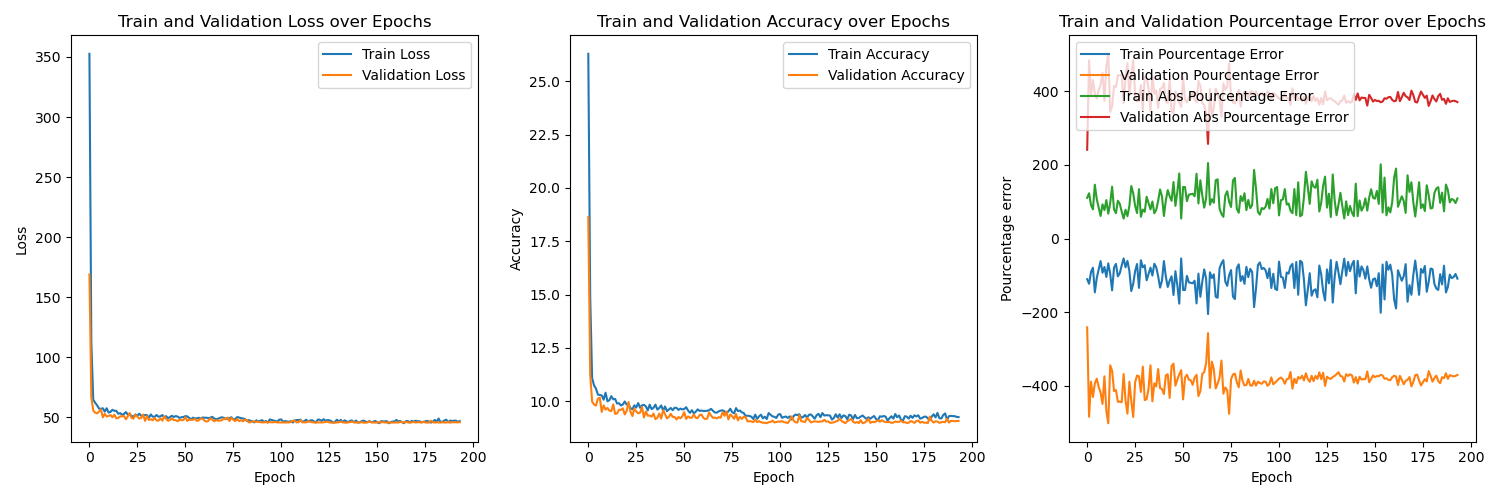 Train and Validation Loss over Epochs
350
300
250
200
150
100
50
0
25
50
75
100
125
150
175
200
Loss
Epoch
Train Loss
Validation Loss
Train and Validation Accuracy over Epochs
25.0
22.5
20.0
17.5
15.0
12.5
10.0
0
25
50
75
100
125
150
175
200
Accuracy
Epoch
Train Accuracy
Validation Accuracy
Train and Validation Pourcentage Error over Epochs
400
200
0
−200
−400
0
25
50
75
100
125
150
175
200
Pourcentage error
Epoch
Train Pourcentage Error
Validation Pourcentage Error
Train Abs Pourcentage Error
Validation Abs Pourcentage Error